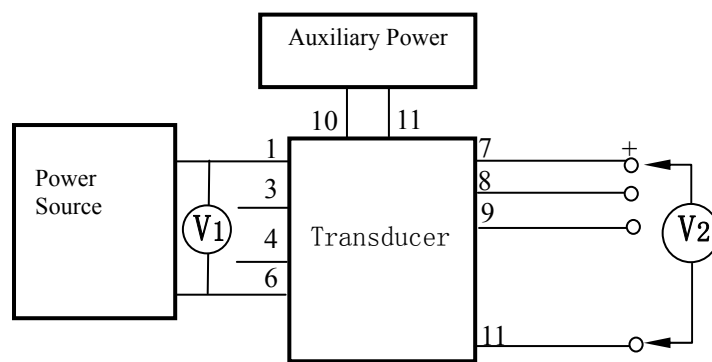 Auxiliary Power
10
11
1
7
+
Power
Source
3
8
V1
9
4
Transducer
V2
6
11